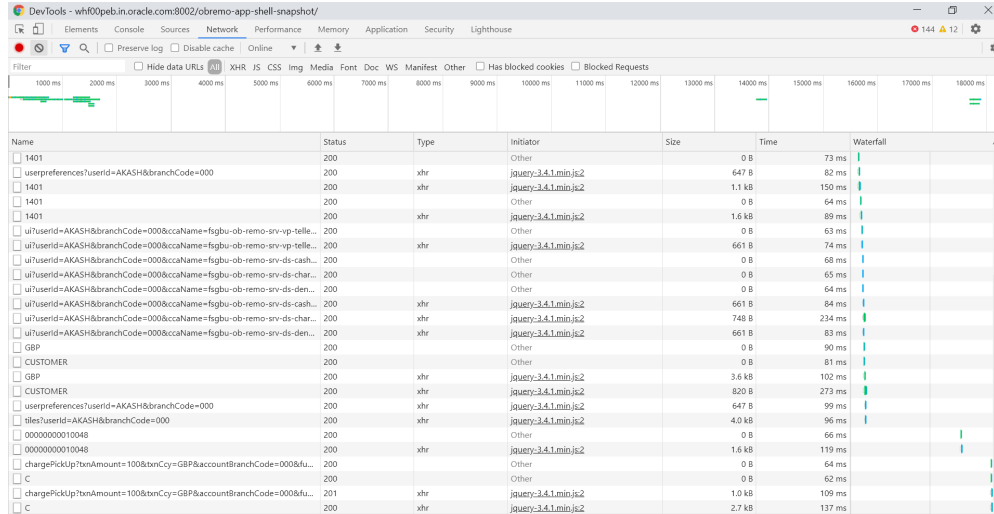 DevTools - whf00peb.in.oracle.com:8002/obremo-app-shell-snapshot/
Elements Console Sources Network Performance Memory Application Security Lighthouse 144 12
Preserve log Disable cache Online
Filter Hide data URLs All XHR JS CSS Img Media Font Doc WS Manifest Other Has blocked cookies Blocked Requests
1000 ms 2000 ms 3000 ms 4000 ms 5000 ms 6000 ms 7000 ms 8000 ms 9000 ms 10000 ms 11000 ms 12000 ms 13000 ms 14000 ms 15000 ms 16000 ms 17000 ms 18000 ms
Name Status Type Initiator Size Time Waterfall
1401 200 Other 0 B 73 ms
userpreferences?userId=AKASH&branchCode=000 200 xhr jquery-3.4.1.min.js:2 647 B 82 ms
1401 200 xhr jquery-3.4.1.min.js:2 1.1 kB 150 ms
1401 200 Other 0 B 64 ms
1401 200 xhr jquery-3.4.1.min.js:2 1.6 kB 89 ms
ui?userId=AKASH&branchCode=000&ccaName=fsgbu-ob-remo-srv-vp-telle... 200 Other 0 B 63 ms
ui?userId=AKASH&branchCode=000&ccaName=fsgbu-ob-remo-srv-vp-telle... 200 xhr jquery-3.4.1.min.js:2 661 B 74 ms
ui?userId=AKASH&branchCode=000&ccaName=fsgbu-ob-remo-srv-ds-cash... 200 Other 0 B 68 ms
ui?userId=AKASH&branchCode=000&ccaName=fsgbu-ob-remo-srv-ds-char... 200 Other 0 B 65 ms
ui?userId=AKASH&branchCode=000&ccaName=fsgbu-ob-remo-srv-ds-den... 200 Other 0 B 64 ms
ui?userId=AKASH&branchCode=000&ccaName=fsgbu-ob-remo-srv-ds-cash... 200 xhr jquery-3.4.1.min.js:2 661 B 84 ms
ui?userId=AKASH&branchCode=000&ccaName=fsgbu-ob-remo-srv-ds-char... 200 xhr jquery-3.4.1.min.js:2 748 B 234 ms
ui?userId=AKASH&branchCode=000&ccaName=fsgbu-ob-remo-srv-ds-den... 200 xhr jquery-3.4.1.min.js:2 661 B 83 ms
GBP 200 Other 0 B 90 ms
CUSTOMER 200 Other 0 B 81 ms
GBP 200 xhr jquery-3.4.1.min.js:2 3.6 kB 102 ms
CUSTOMER 200 xhr jquery-3.4.1.min.js:2 820 B 273 ms
userpreferences?userId=AKASH&branchCode=000 200 xhr jquery-3.4.1.min.js:2 647 B 99 ms
tiles?userId=AKASH&branchCode=000 200 xhr jquery-3.4.1.min.js:2 4.0 kB 96 ms
00000000010048 200 Other 0 B 66 ms
00000000010048 200 xhr jquery-3.4.1.min.js:2 1.6 kB 119 ms
chargePickUp?txnAmount=100&txnCcy=GBP&accountBranchCode=000&fu... 200 Other 0 B 64 ms
C 200 Other 0 B 62 ms
chargePickUp?txnAmount=100&txnCcy=GBP&accountBranchCode=000&fu... 201 xhr jquery-3.4.1.min.js:2 1.0 kB 109 ms
C 200 xhr jquery-3.4.1.min.js:2 2.7 kB 137 ms